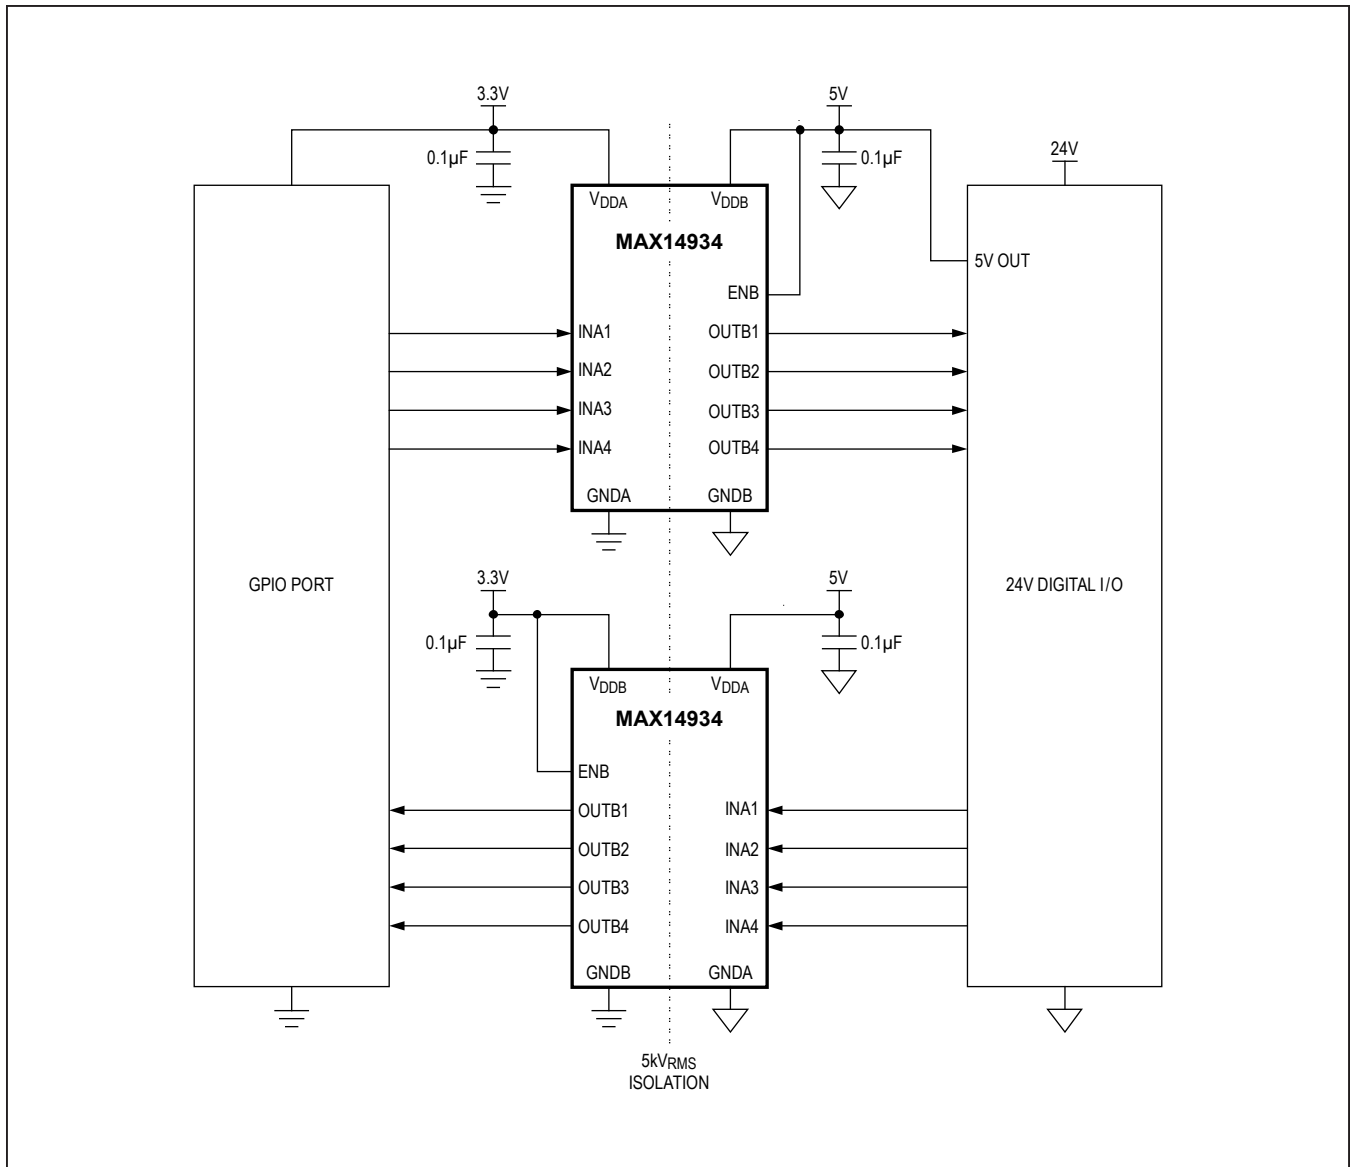 3.3V
5V
0.1µF
0.1µF
24V
VDDA
VDDB
MAX14934
5V OUT
ENB
INA1
OUTB1
INA2
OUTB2
INA3
OUTB3
INA4
OUTB4
GNDA
GNDB
3.3V
5V
GPIO PORT
24V DIGITAL I/O
0.1µF
0.1µF
VDDB
VDDA
MAX14934
ENB
OUTB1
INA1
OUTB2
INA2
OUTB3
INA3
OUTB4
INA4
GNDB
GNDA
5kVRMS
ISOLATION